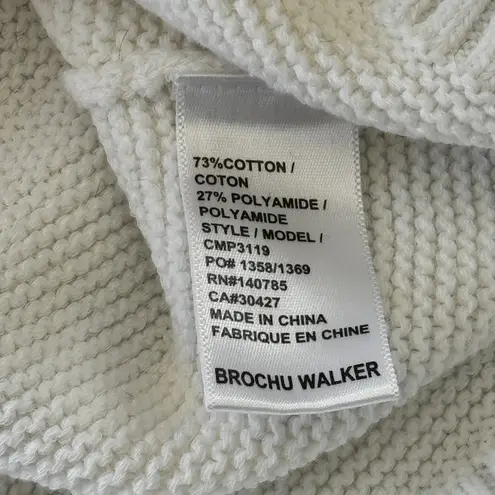 73%COTTON /
COTON
27% POLYAMIDE /
POLYAMIDE
STYLE / MODEL /
CMP3119
PO# 1358/1369
RN#140785
CA#30427
MADE IN CHINA
FABRIQUE EN CHINE
BROCHU WALKER